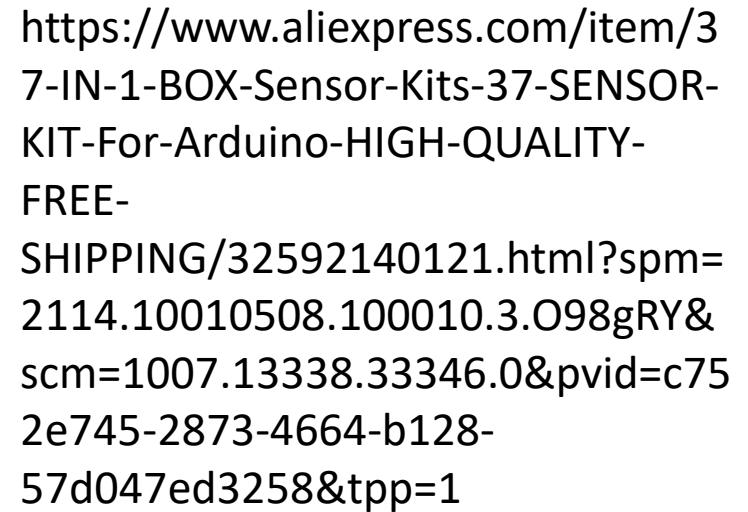 https://www.aliexpress.com/item/3
7-IN-1-BOX-Sensor-Kits-37-SENSOR-
KIT-For-Arduino-HIGH-QUALITY-
FREE-
SHIPPING/32592140121.html?spm=
2114.10010508.100010.3.O98gRY&
scm=1007.13338.33346.0&pvid=c75
2e745-2873-4664-b128-
57d047ed3258&tpp=1